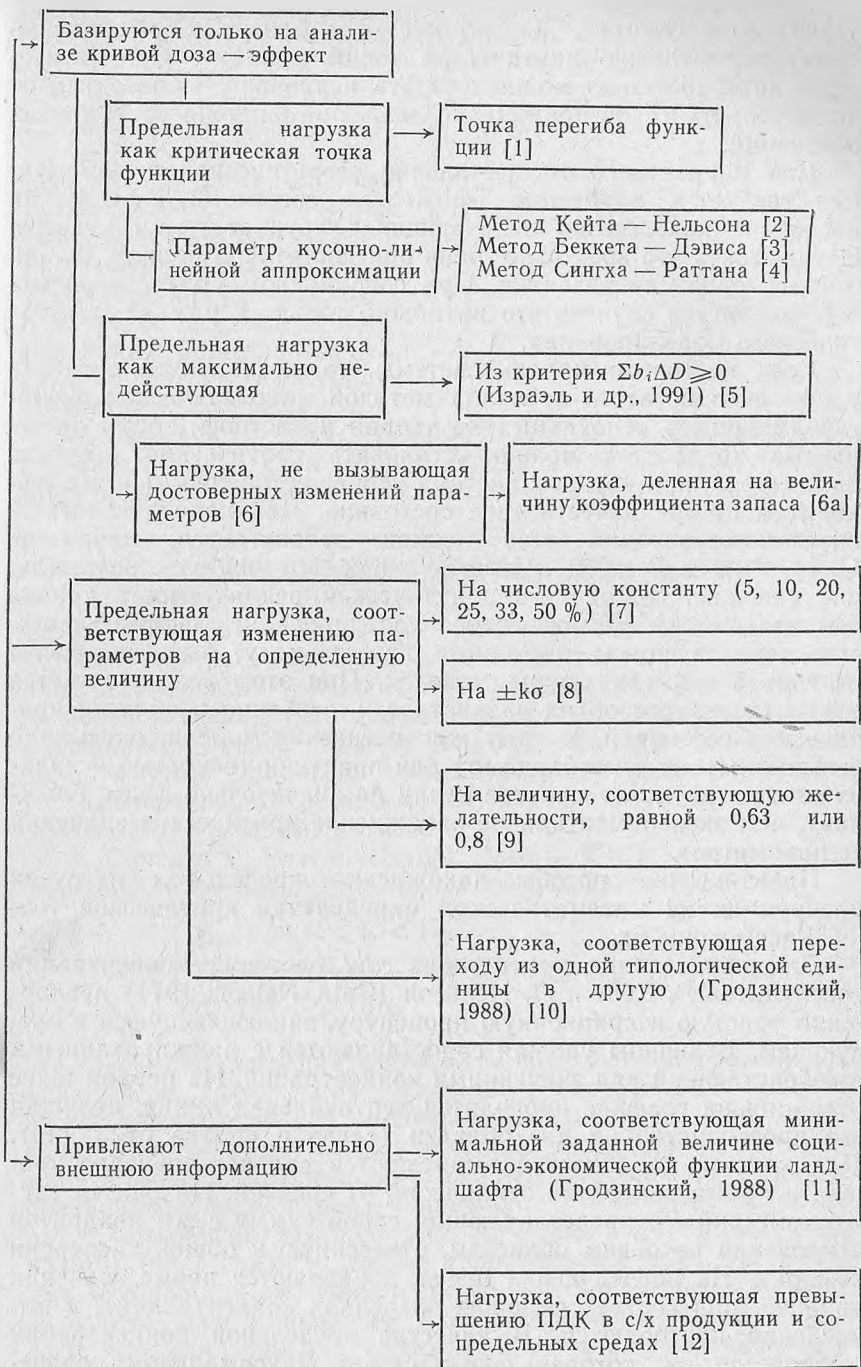 Базируются только на анали-
зе кривой доза — эффект
Предельная нагрузка
как критическая точка
функции
Точка перегиба функ-
ции [1]
Параметр кусочно-ли-
нейной аппроксимации
Метод Кейта — Нельсона [2]
Метод Беккета — Дэвиса [3]
Метод Сингха — Раттана [4]
Предельная нагрузка
как максимально не-
действующая
Из критерия Σbᵢ∆D⩾0
(Израэль и др., 1991) [5]
Нагрузка, не вызывающая
достоверных изменений пара-
метров [6]
Нагрузка, деленная на вели-
чину коэффициента запаса [6а]
Предельная нагрузка, соот-
ветствующая изменению па-
раметров на определенную
величину
На числовую константу (5, 10, 20,
25, 33, 50 %) [7]
На ±kσ [8]
На величину, соответствующую же-
лательности, равной 0,63 или
0,8 [9]
Нагрузка, соответствующая пере-
ходу из одной типологической еди-
ницы в другую (Гродзинский,
1988) [10]
Привлекают дополнительно
внешнюю информацию
Нагрузка, соответствующая мини-
мальной заданной величине соци-
ально-экономической функции ланд-
шафта (Гродзинский, 1988) [11]
Нагрузка, соответствующая превы-
шению ПДК в с/х продукции и со-
предельных средах [12]